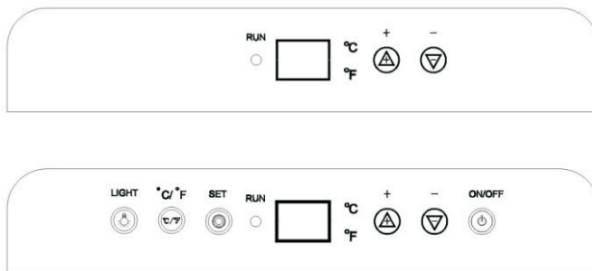 + −
RUN
°C
°F
LIGHT °C/°F SET RUN + − ON/OFF
°C
°C/°F
°F